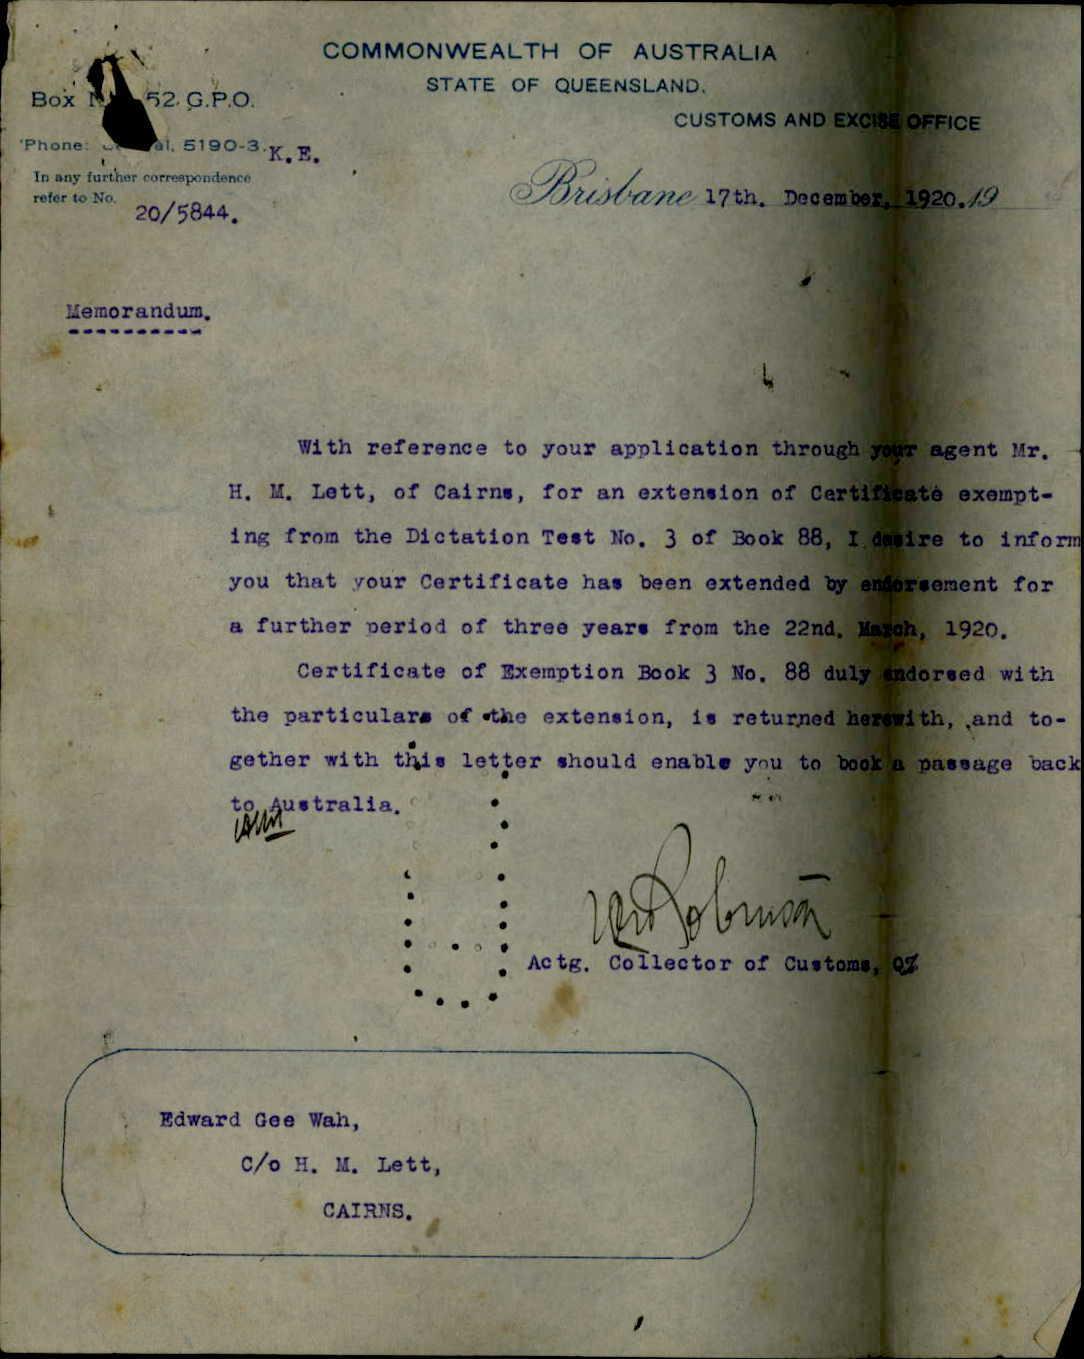 COMMONWEALTH OF AUSTRALIA
STATE OF QUEENSLAND.
CUSTOMS AND EXCISE OFFICE
Box 52. G.P.O.
'Phone: 5190-3. K.E.
In any further correspondence
refer to No.
20/5844.
Brisbane 17th. December, 1920. 19
Memorandum.
With reference to your application through your agent Mr.
H. M. Lett, of Cairns, for an extension of Certificate exempt-
ing from the Dictation Test No. 3 of Book 88, I desire to inform
you that your Certificate has been extended by endorsement for
a further period of three years from the 22nd. March, 1920.
Certificate of Exemption Book 3 No. 88 duly endorsed with
the particulars of the extension, is returned herewith, and to-
gether with this letter should enable you to book a passage back
to Australia.
Robinson
Actg. Collector of Customs,
Edward Gee Wah,
C/o H. M. Lett,
CAIRNS.